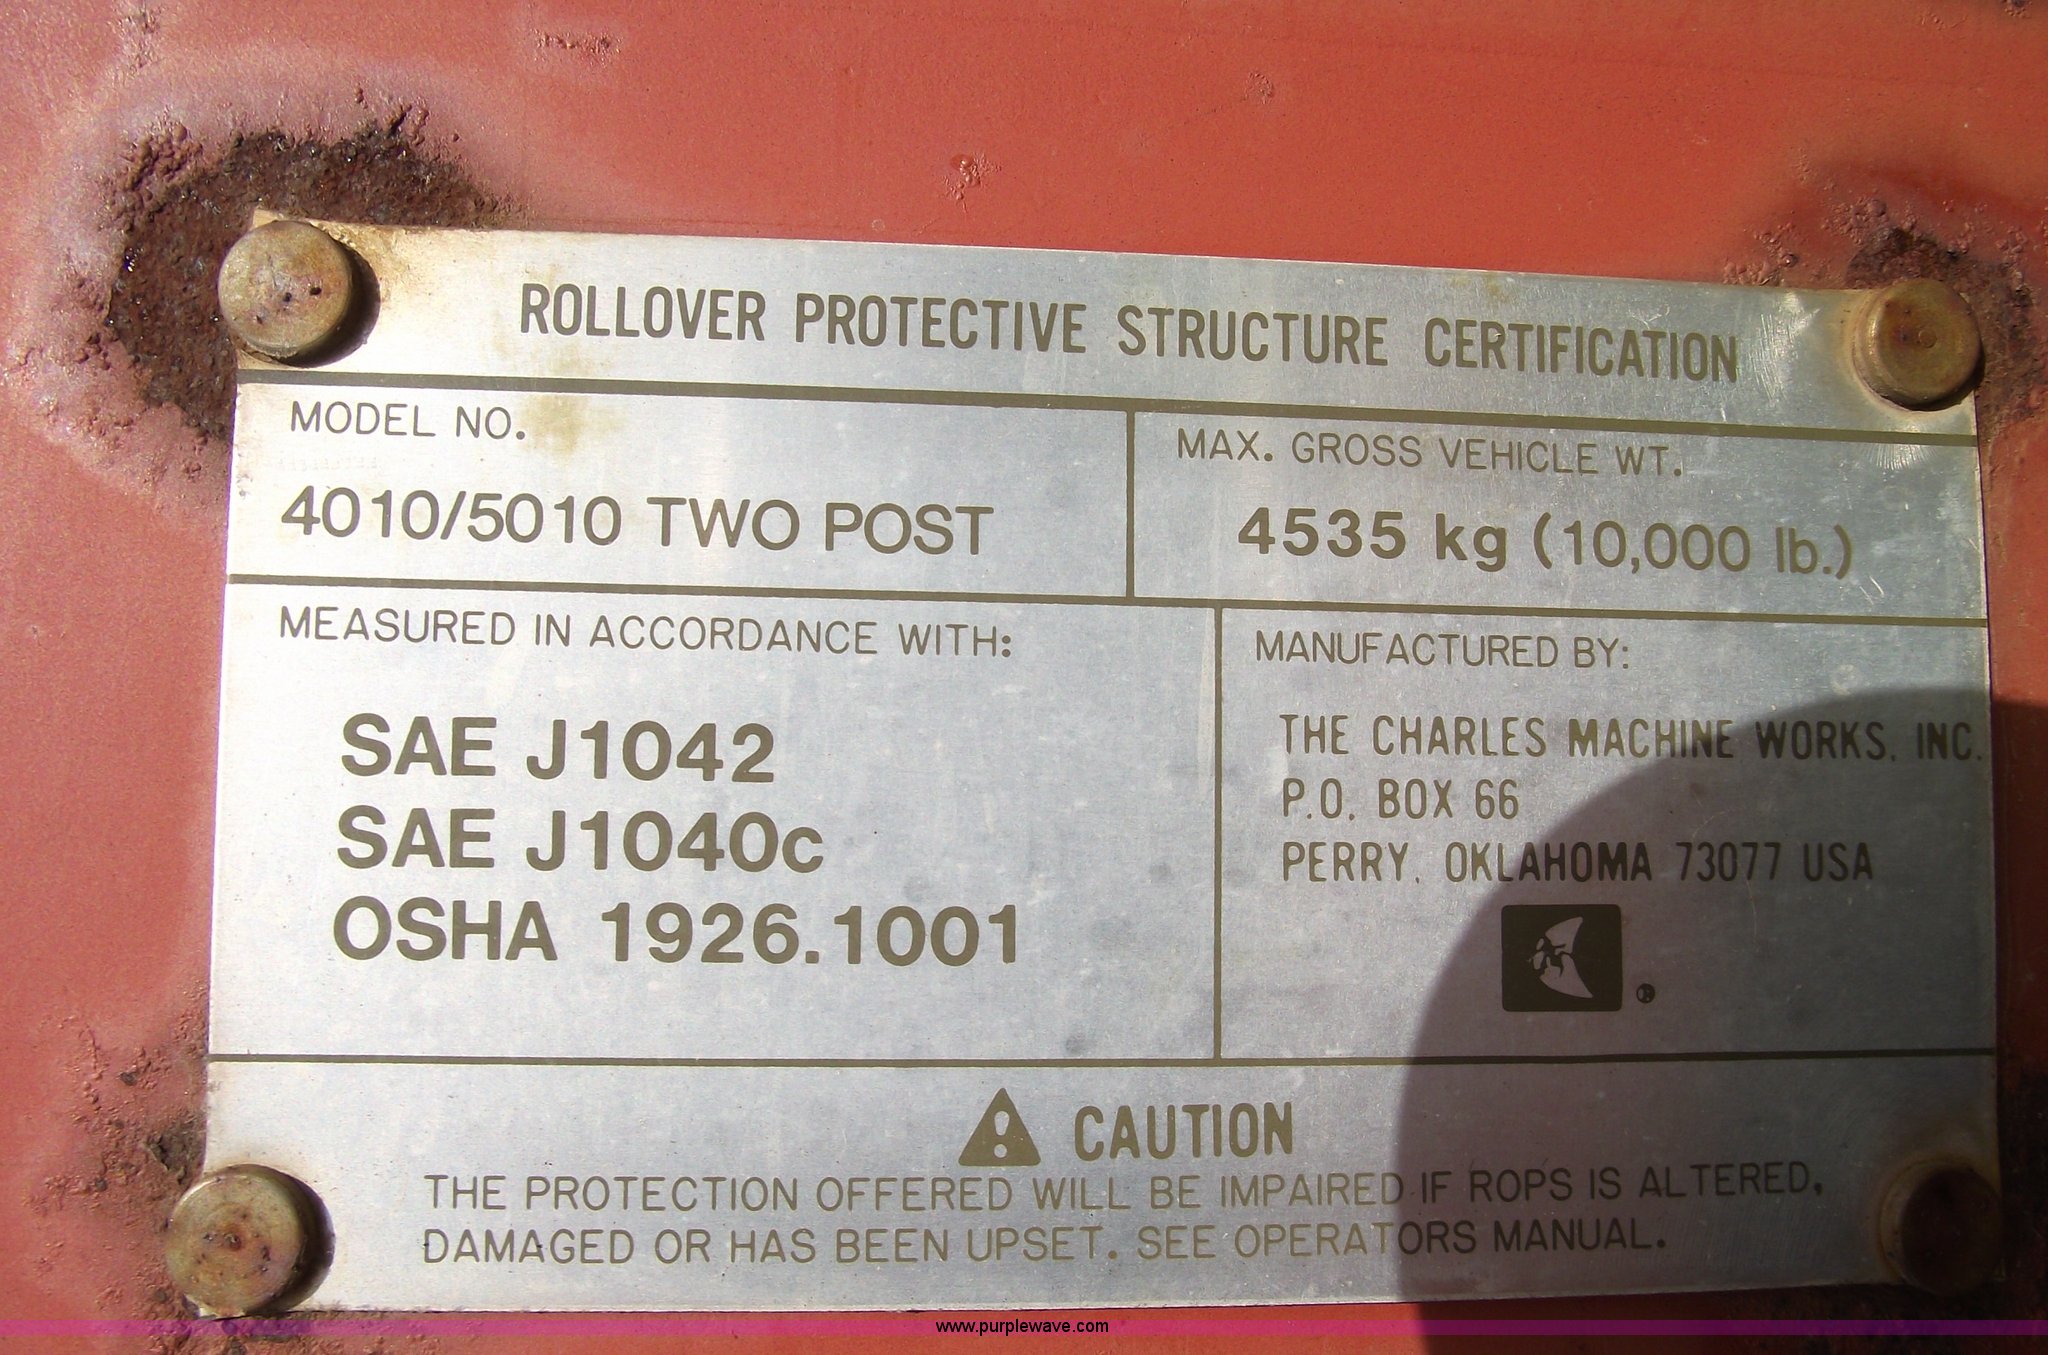 ROLLOVER PROTECTIVE STRUCTURE CERTIFICATION
MODEL NO.
4010/5010 TWO POST
MAX. GROSS VEHICLE WT.
4535 kg (10,000 lb.)
MEASURED IN ACCORDANCE WITH:
SAE J1042
SAE J1040c
OSHA 1926.1001
MANUFACTURED BY:
THE CHARLES MACHINE WORKS, INC.
P.O. BOX 66
PERRY, OKLAHOMA 73077 USA
®
CAUTION
THE PROTECTION OFFERED WILL BE IMPAIRED IF ROPS IS ALTERED,
DAMAGED OR HAS BEEN UPSET. SEE OPERATORS MANUAL.
www.purplewave.com